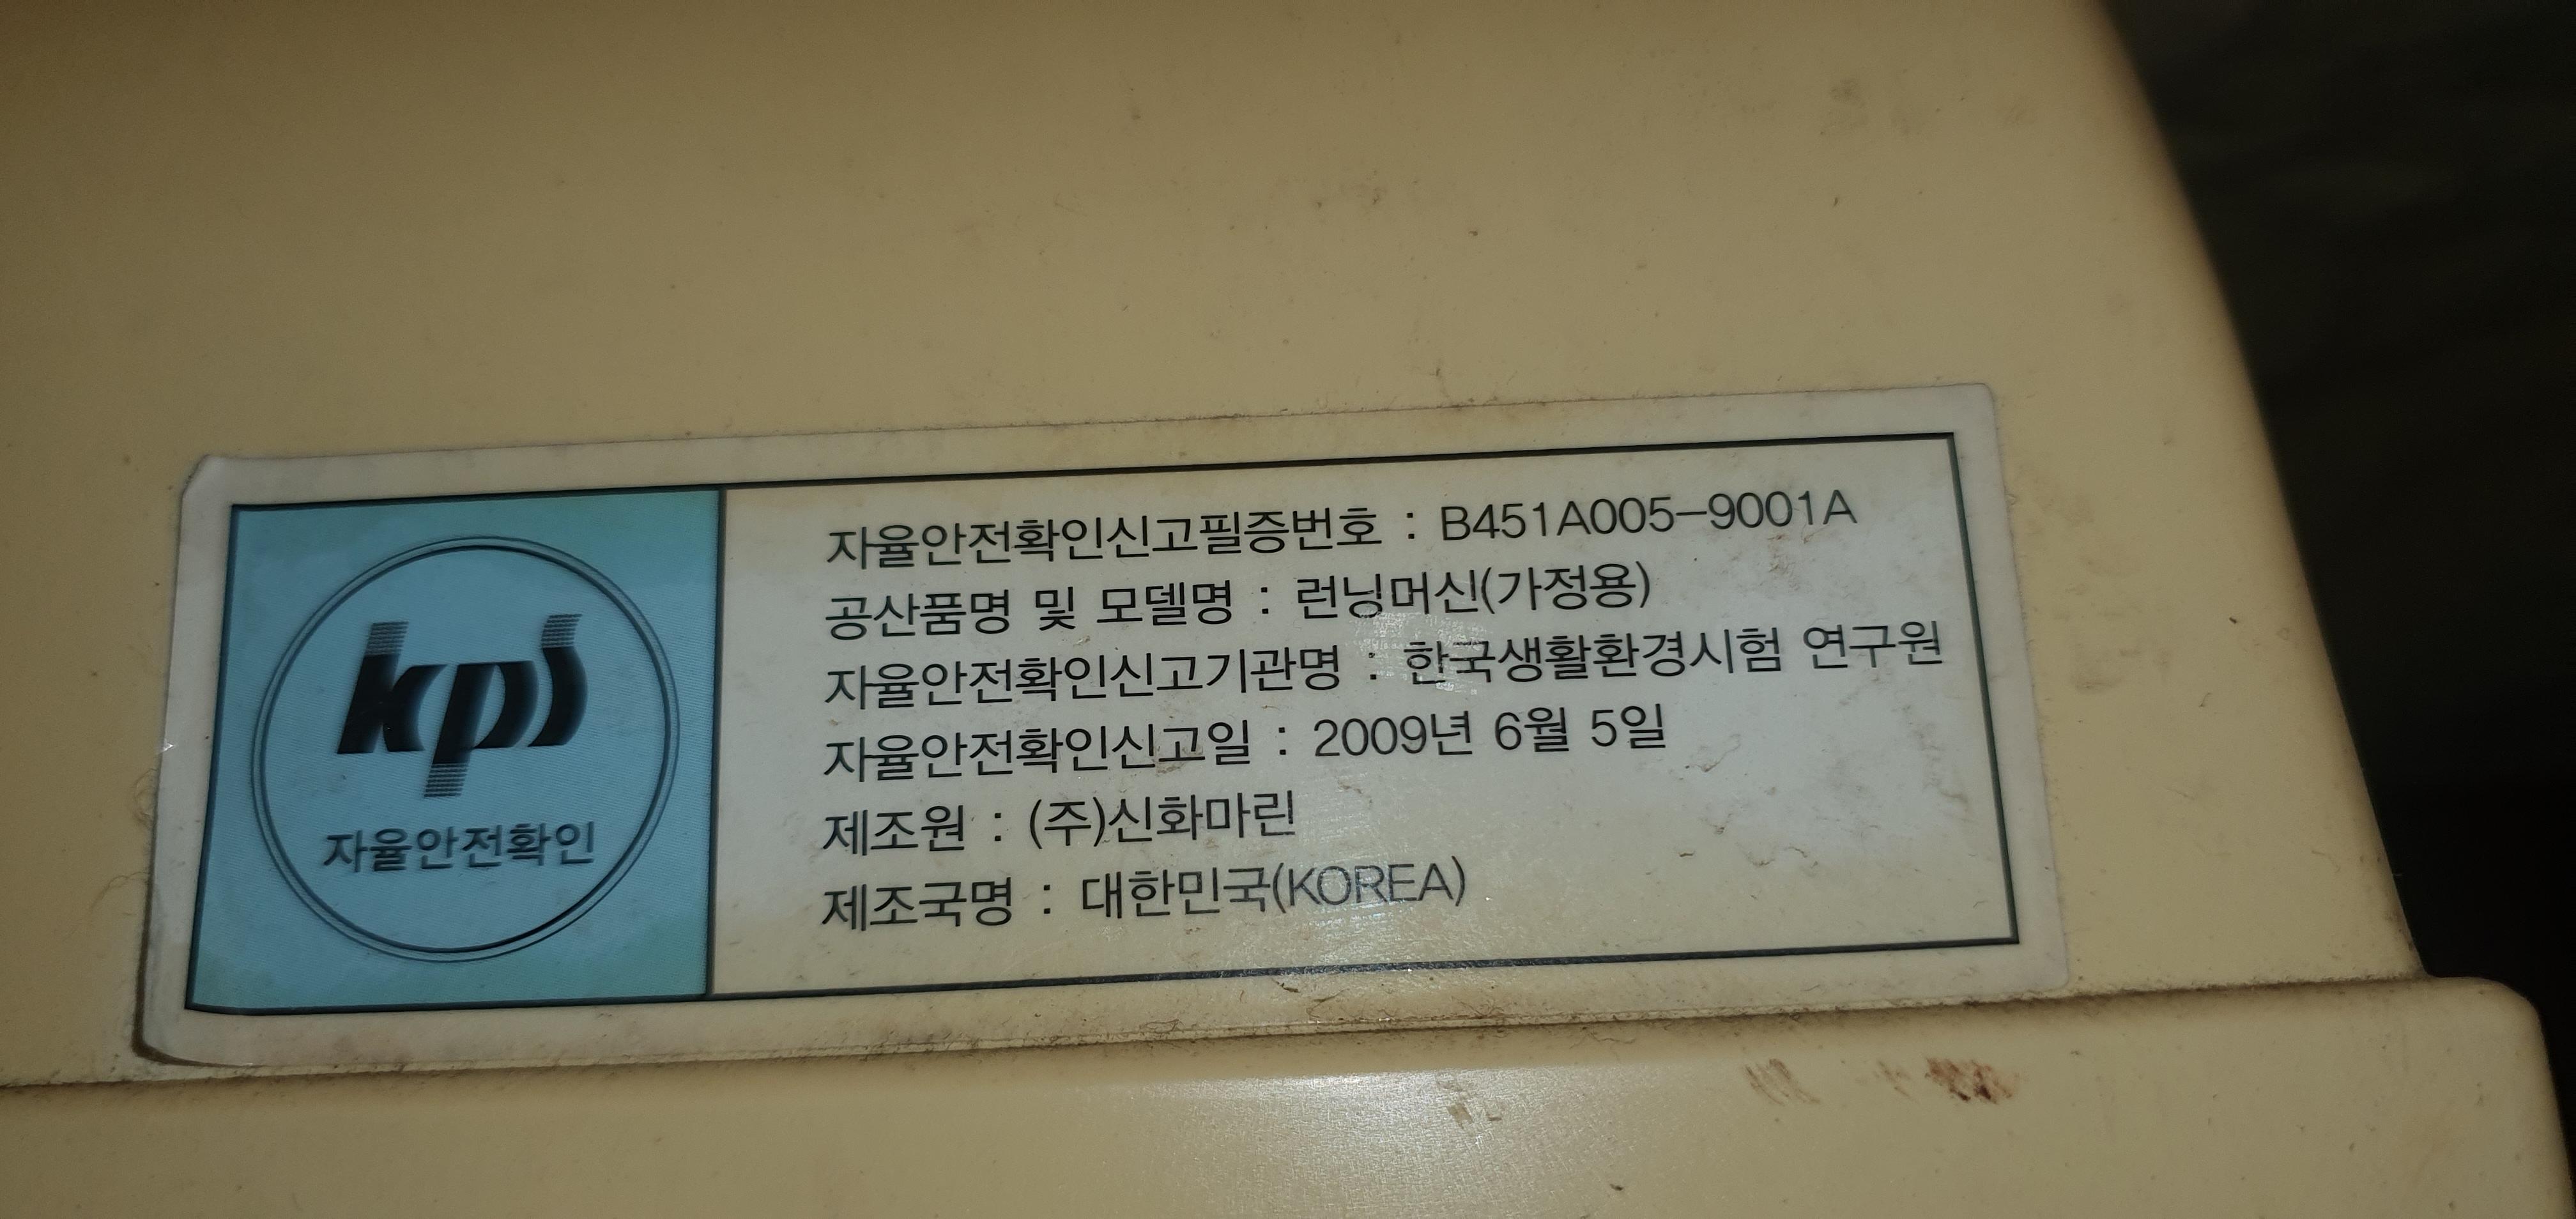 kps
자율안전확인
자율안전확인신고필증번호 : B451A005-9001A
공산품명 및 모델명 : 런닝머신(가정용)
자율안전확인신고기관명 : 한국생활환경시험 연구원
자율안전확인신고일 : 2009년 6월 5일
제조원 : (주)신화마린
제조국명 : 대한민국(KOREA)